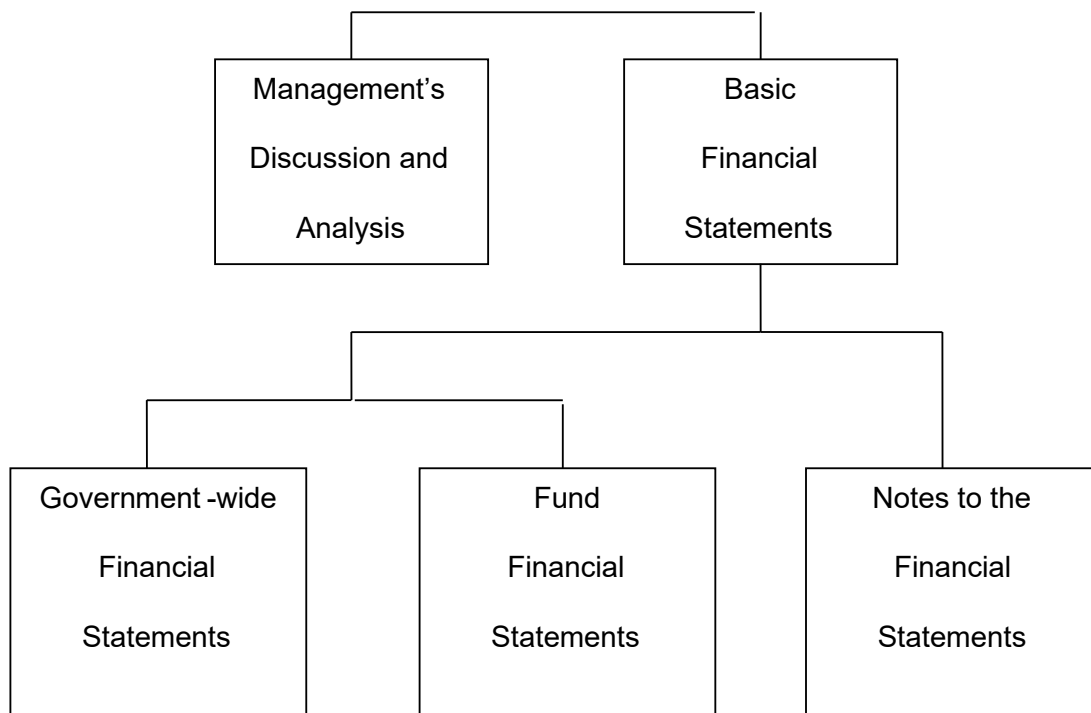 Management’s
Discussion and
Analysis
Basic
Financial
Statements
Government -wide
Financial
Statements
Fund
Financial
Statements
Notes to the
Financial
Statements